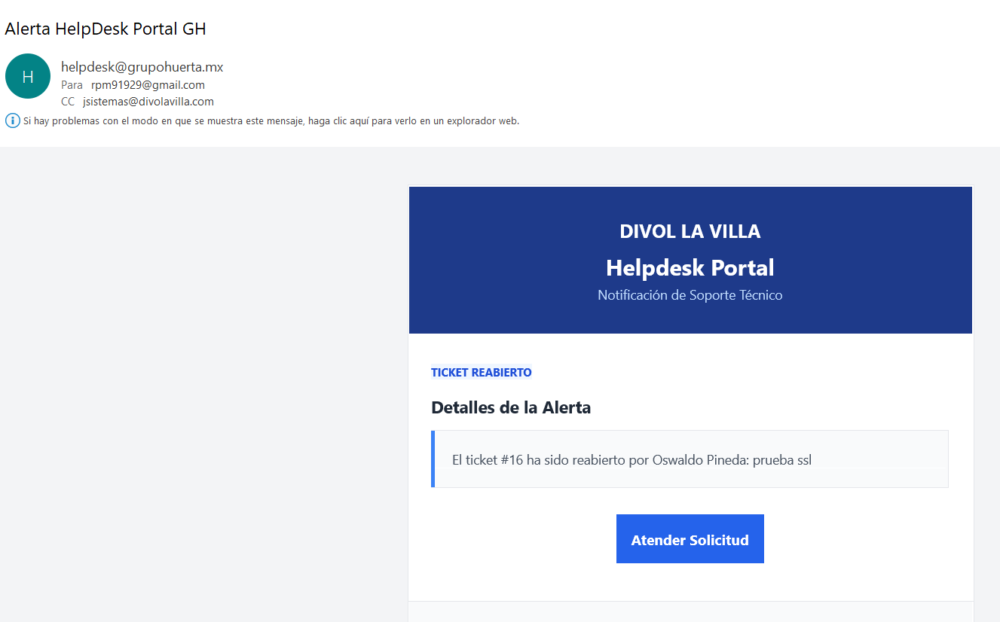 Alerta HelpDesk Portal GH
H
helpdesk@grupohuerta.mx
Para rpm91929@gmail.com
CC jsistemas@divolavilla.com
Si hay problemas con el modo en que se muestra este mensaje, haga clic aquí para verlo en un explorador web.
DIVOL LA VILLA
Helpdesk Portal
Notificación de Soporte Técnico
TICKET REABIERTO
Detalles de la Alerta
El ticket #16 ha sido reabierto por Oswaldo Pineda: prueba ssl
Atender Solicitud